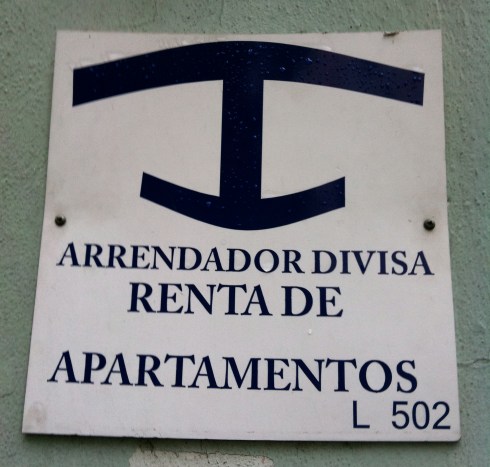 ARRENDADOR DIVISA
RENTA DE
APARTAMENTOS
L 502